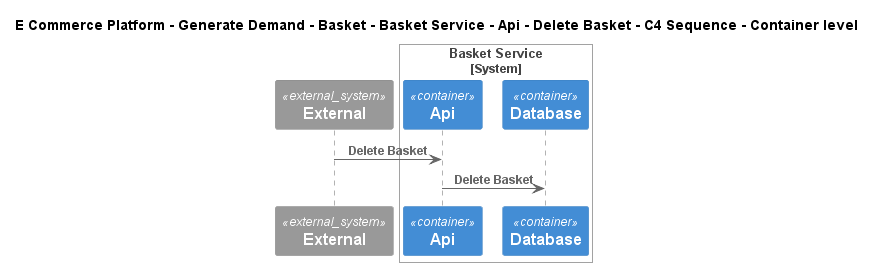 E Commerce Platform - Generate Demand - Basket - Basket Service - Api - Delete Basket - C4 Sequence - Container level
Basket Service
[System]
«external_system»
External
«container»
Api
«container»
Database
Delete Basket
Delete Basket
«external_system»
External
«container»
Api
«container»
Database